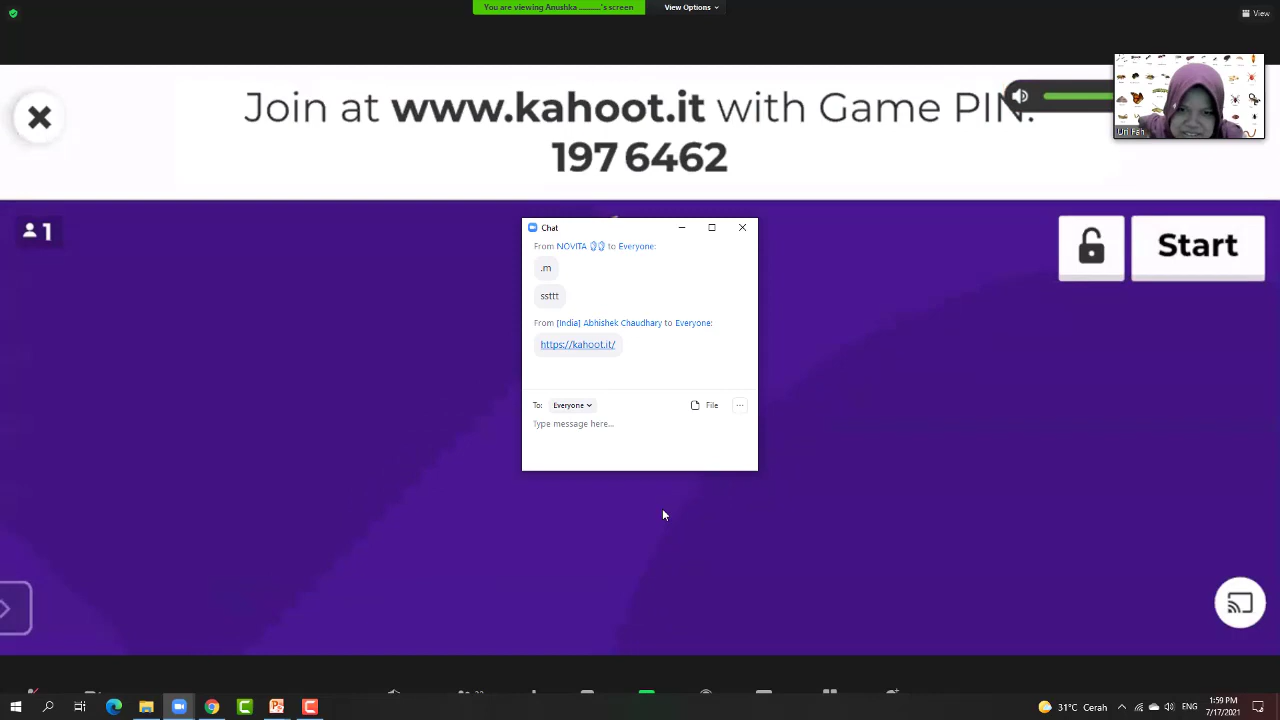 You are viewing Anushka ............'s screen
View Options
View
Join at www.kahoot.it with Game PIN:
197 6462
Uri Fah
1
Start
Chat
From NOVITA to Everyone:
.m
ssttt
From [India] Abhishek Chaudhary to Everyone:
https://kahoot.it/
To: Everyone
File
Type message here...
31°C Cerah
ENG
1:59 PM
7/17/2021